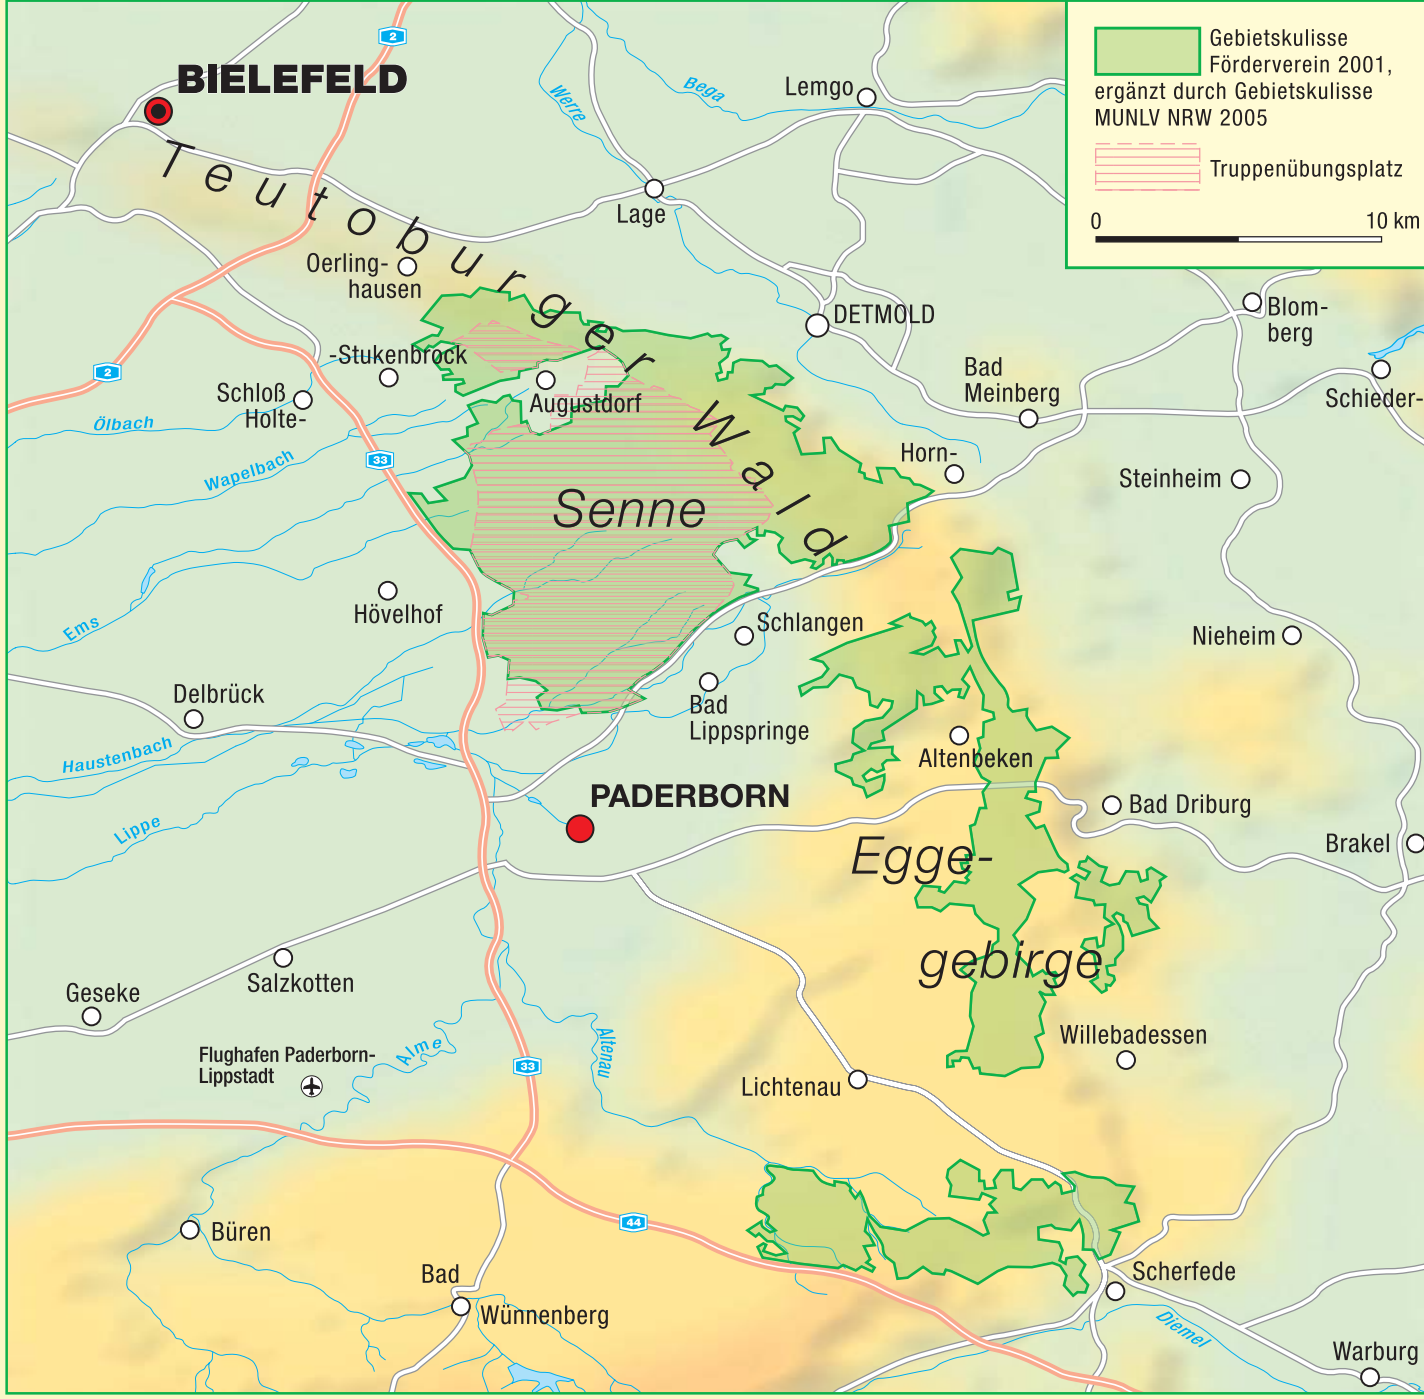 Gebietskulisse
Förderverein 2001,
ergänzt durch Gebietskulisse
MUNLV NRW 2005
Truppenübungsplatz
0 10 km
2
BIELEFELD
Werre
Bega
Lemgo
Teutoburger Wald
Lage
Oerling-
hausen
DETMOLD
Blom-
berg
-Stukenbrock
2
Schloß
Holte-
Augustdorf
Bad
Meinberg
Schieder-
Ölbach
33
Wapelbach
Horn-
Steinheim
Senne
Ems
Hövelhof
Schlangen
Nieheim
Delbrück
Bad
Lippspringe
Haustenbach
Altenbeken
PADERBORN
Bad Driburg
Lippe
Egge-
gebirge
Brakel
Salzkotten
Geseke
Willebadessen
Alme
Altenau
Flughafen Paderborn-
Lippstadt
33
Lichtenau
44
Büren
Bad
Wünnenberg
Scherfede
Diemel
Warburg